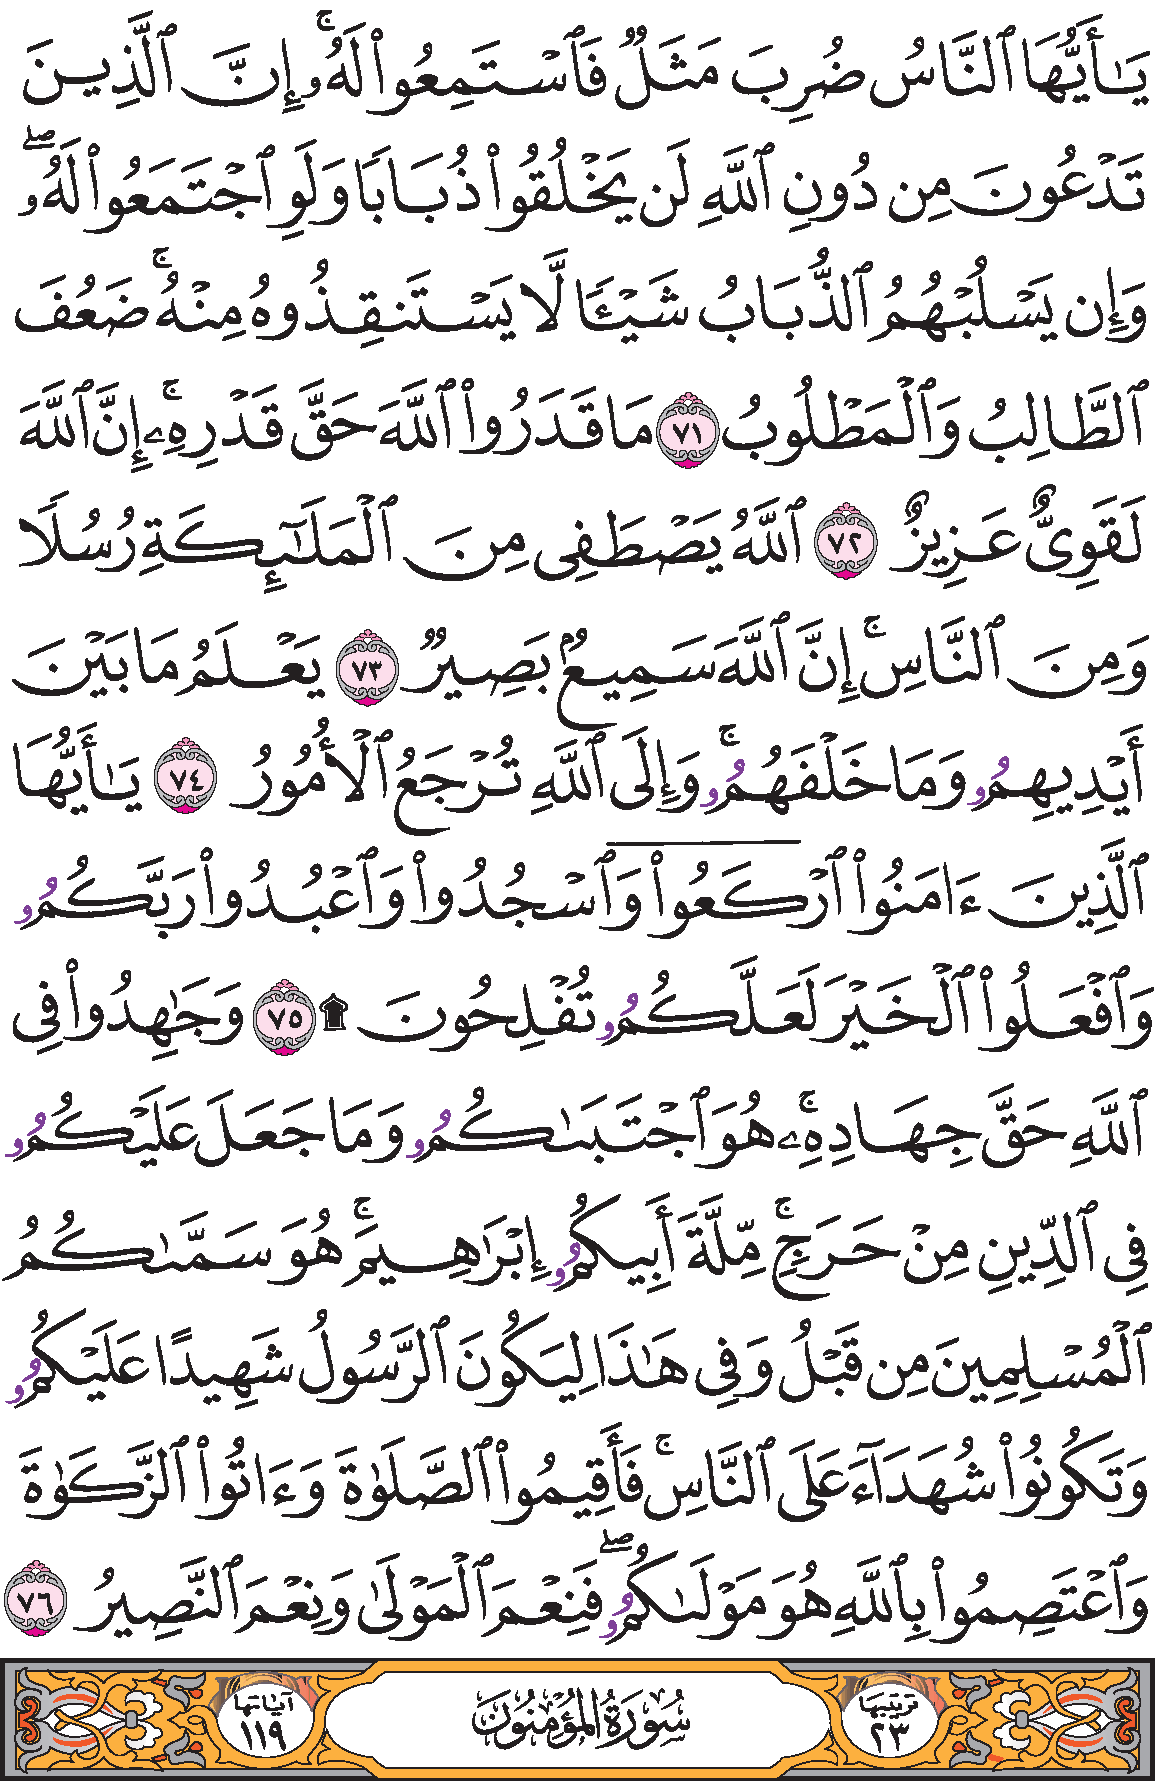 يَـٰٓأَيُّهَا ٱلنَّاسُ ضُرِبَ مَثَلٌ فَٱسْتَمِعُوا۟ لَهُۥٓ ۚ إِنَّ ٱلَّذِينَ
تَدْعُونَ مِن دُونِ ٱللَّهِ لَن يَخْلُقُوا۟ ذُبَابًا وَلَوِ ٱجْتَمَعُوا۟ لَهُۥ ۖ
وَإِن يَسْلُبْهُمُ ٱلذُّبَابُ شَيْـًٔا لَّا يَسْتَنقِذُوهُ مِنْهُ ۚ ضَعُفَ
ٱلطَّالِبُ وَٱلْمَطْلُوبُ ٧١ مَا قَدَرُوا۟ ٱللَّهَ حَقَّ قَدْرِهِۦٓ ۚ إِنَّ ٱللَّهَ
لَقَوِىٌّ عَزِيزٌ ٧٢ ٱللَّهُ يَصْطَفِى مِنَ ٱلْمَلَـٰٓئِكَةِ رُسُلًا
وَمِنَ ٱلنَّاسِ ۚ إِنَّ ٱللَّهَ سَمِيعٌۢ بَصِيرٌ ٧٣ يَعْلَمُ مَا بَيْنَ
أَيْدِيهِمُۥ وَمَا خَلْفَهُمُۥ ۚ وَإِلَى ٱللَّهِ تُرْجَعُ ٱلْأُمُورُ ٧٤ يَـٰٓأَيُّهَا
ٱلَّذِينَ ءَامَنُوا۟ ٱرْكَعُوا۟ وَٱسْجُدُوا۟ وَٱعْبُدُوا۟ رَبَّكُمُۥ
وَٱفْعَلُوا۟ ٱلْخَيْرَ لَعَلَّكُمُۥ تُفْلِحُونَ ۩ ٧٥ وَجَـٰهِدُوا۟ فِى
ٱللَّهِ حَقَّ جِهَادِهِۦ ۚ هُوَ ٱجْتَبَىٰكُمُۥ وَمَا جَعَلَ عَلَيْكُمُۥ
فِى ٱلدِّينِ مِنْ حَرَجٍ ۚ مِّلَّةَ أَبِيكُمُۥ إِبْرَٰهِيمَ ۚ هُوَ سَمَّىٰكُمُ
ٱلْمُسْلِمِينَ مِن قَبْلُ وَفِى هَـٰذَا لِيَكُونَ ٱلرَّسُولُ شَهِيدًا عَلَيْكُمُۥ
وَتَكُونُوا۟ شُهَدَآءَ عَلَى ٱلنَّاسِ ۚ فَأَقِيمُوا۟ ٱلصَّلَوٰةَ وَءَاتُوا۟ ٱلزَّكَوٰةَ
وَٱعْتَصِمُوا۟ بِٱللَّهِ هُوَ مَوْلَىٰكُمُۥ ۖ فَنِعْمَ ٱلْمَوْلَىٰ وَنِعْمَ ٱلنَّصِيرُ ٧٦
ترتيبها ٢٣ سُورَةُ الْمُؤْمِنُونَ آياتها ١١٩